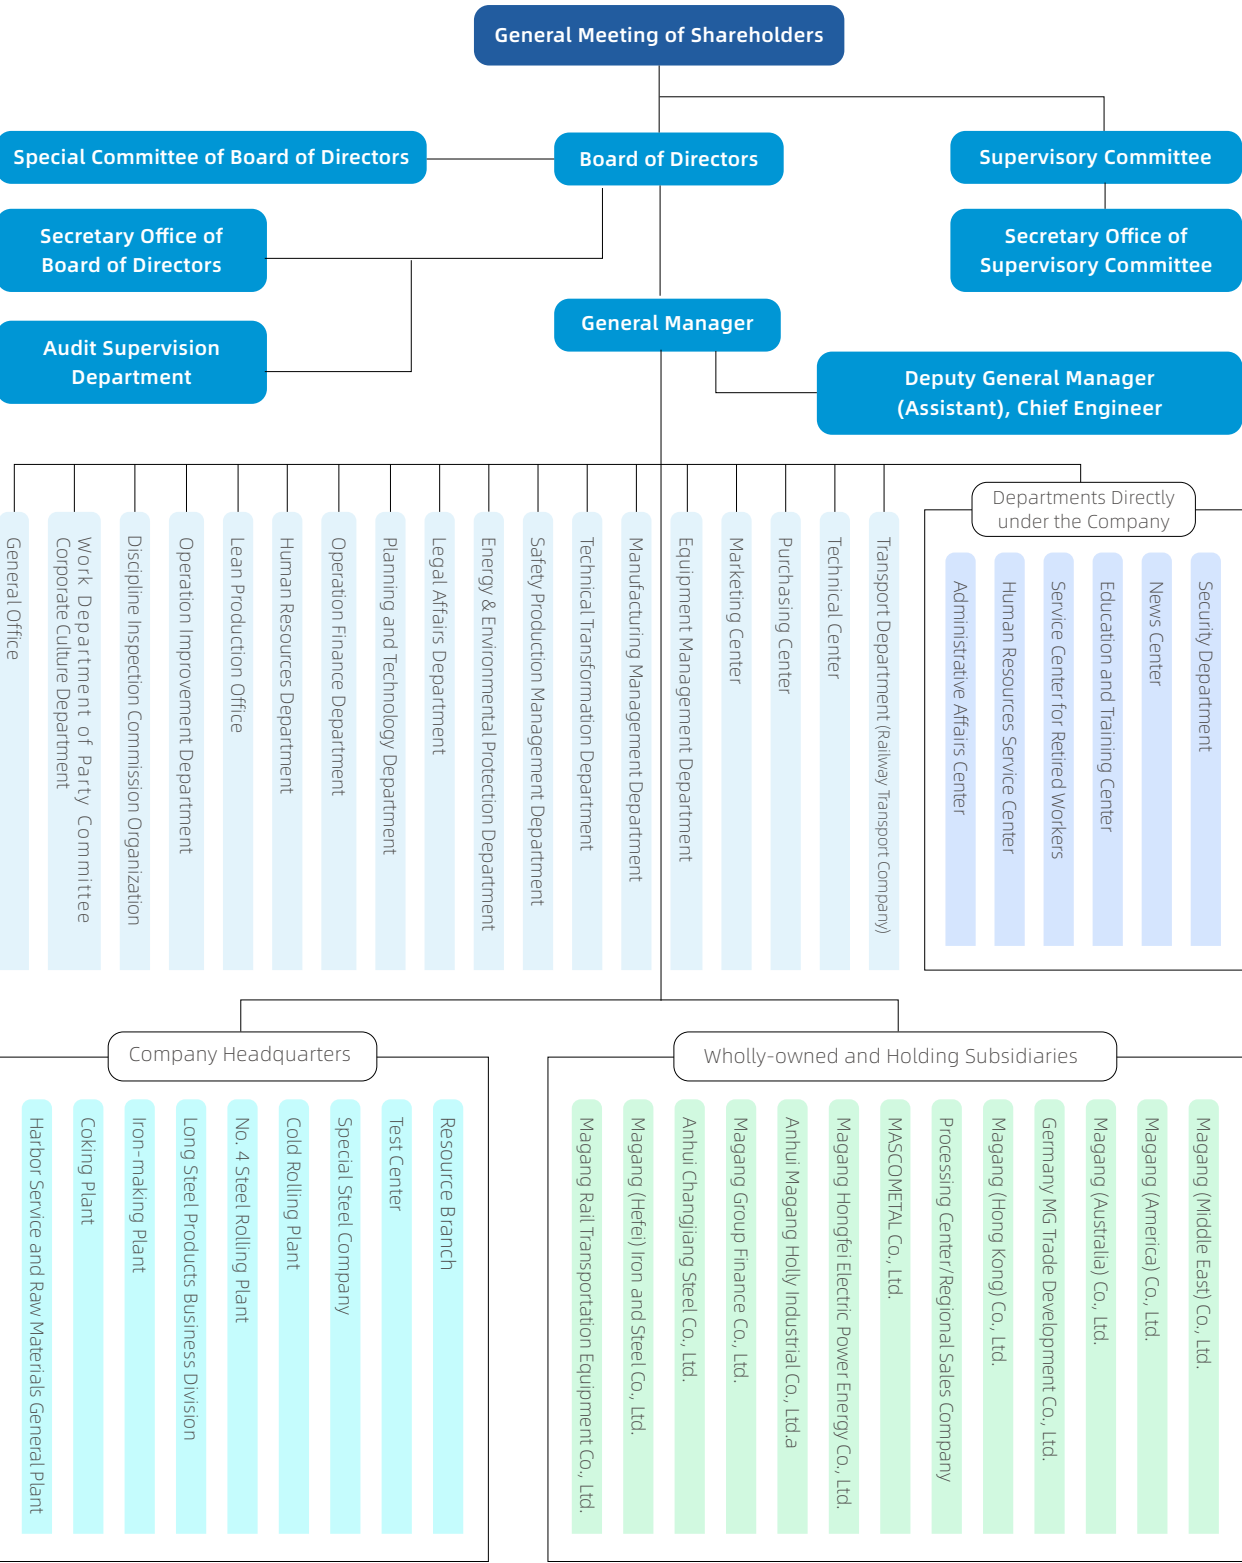 General Meeting of Shareholders
Special Committee of Board of Directors
Board of Directors
Supervisory Committee
Secretary Office of
Board of Directors
Secretary Office of
Supervisory Committee
General Manager
Audit Supervision
Department
Deputy General Manager
(Assistant), Chief Engineer
General Office
Work Department of Party Committee
Corporate Culture Department
Discipline Inspection Commission Organization
Operation Improvement Department
Lean Production Office
Human Resources Department
Operation Finance Department
Planning and Technology Department
Legal Affairs Department
Energy & Environmental Protection Department
Safety Production Management Department
Technical Transformation Department
Manufacturing Management Department
Equipment Management Department
Marketing Center
Purchasing Center
Technical Center
Transport Department (Railway Transport Company)
Departments Directly
under the Company
Administrative Affairs Center
Human Resources Service Center
Service Center for Retired Workers
Education and Training Center
News Center
Security Department
Company Headquarters
Harbor Service and Raw Materials General Plant
Coking Plant
Iron-making Plant
Long Steel Products Business Division
No. 4 Steel Rolling Plant
Cold Rolling Plant
Special Steel Company
Test Center
Resource Branch
Wholly-owned and Holding Subsidiaries
Magang Rail Transportation Equipment Co., Ltd.
Magang (Hefei) Iron and Steel Co., Ltd.
Anhui Changjiang Steel Co., Ltd.
Magang Group Finance Co., Ltd.
Anhui Magang Holly Industrial Co., Ltd.a
Magang Hongfei Electric Power Energy Co., Ltd.
MASCOMETAL Co., Ltd.
Processing Center/Regional Sales Company
Magang (Hong Kong) Co., Ltd.
Germany MG Trade Development Co., Ltd.
Magang (Australia) Co., Ltd.
Magang (America) Co., Ltd.
Magang (Middle East) Co., Ltd.